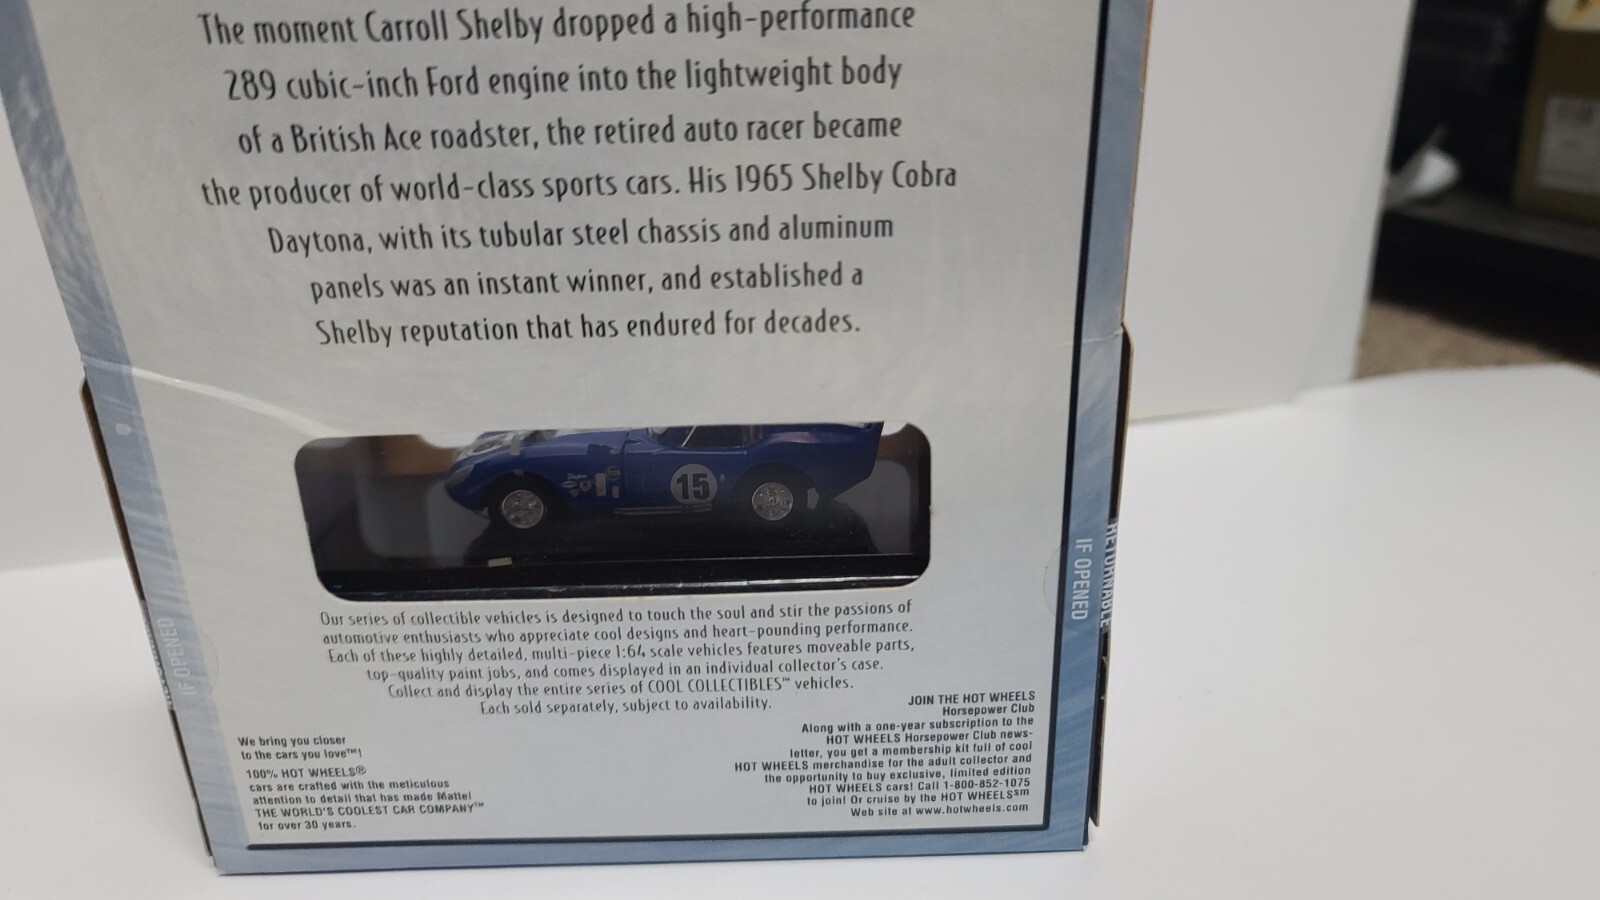 The moment Carroll Shelby dropped a high-performance
289 cubic-inch Ford engine into the lightweight body
of a British Ace roadster, the retired auto racer became
the producer of world-class sports cars. His 1965 Shelby Cobra
Daytona, with its tubular steel chassis and aluminum
panels was an instant winner, and established a
Shelby reputation that has endured for decades.
15
Our series of collectible vehicles is designed to touch the soul and stir the passions of
automotive enthusiasts who appreciate cool designs and heart-pounding performance.
Each of these highly detailed, multi-piece 1:64 scale vehicles features moveable parts,
top-quality paint jobs, and comes displayed in an individual collector's case.
Collect and display the entire series of COOL COLLECTIBLES™ vehicles.
Each sold separately, subject to availability.
We bring you closer
to the cars you love™!
100% HOT WHEELS®
cars are crafted with the meticulous
attention to detail that has made Mattel
THE WORLD'S COOLEST CAR COMPANY™
for over 30 years.
JOIN THE HOT WHEELS
Horsepower Club
Along with a one-year subscription to the
HOT WHEELS Horsepower Club news-
letter, you get a membership kit full of cool
HOT WHEELS merchandise for the adult collector and
the opportunity to buy exclusive, limited edition
HOT WHEELS cars! Call 1-800-852-1075
to join! Or cruise by the HOT WHEELS℠
Web site at www.hotwheels.com
IF OPENED
RETURNABLE
IF OPENED